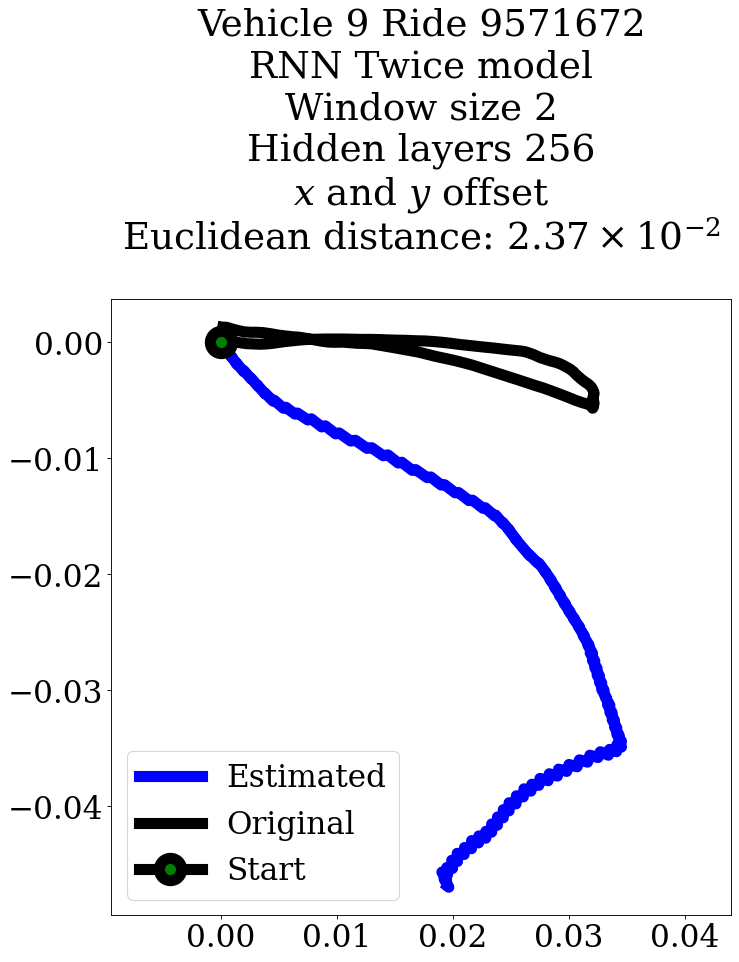 Vehicle 9 Ride 9571672
RNN Twice model
Window size 2
Hidden layers 256
x and y offset
Euclidean distance: 2.37 × 10⁻²
0.00
−0.01
−0.02
−0.03
−0.04
Estimated
Original
Start
0.00 0.01 0.02 0.03 0.04